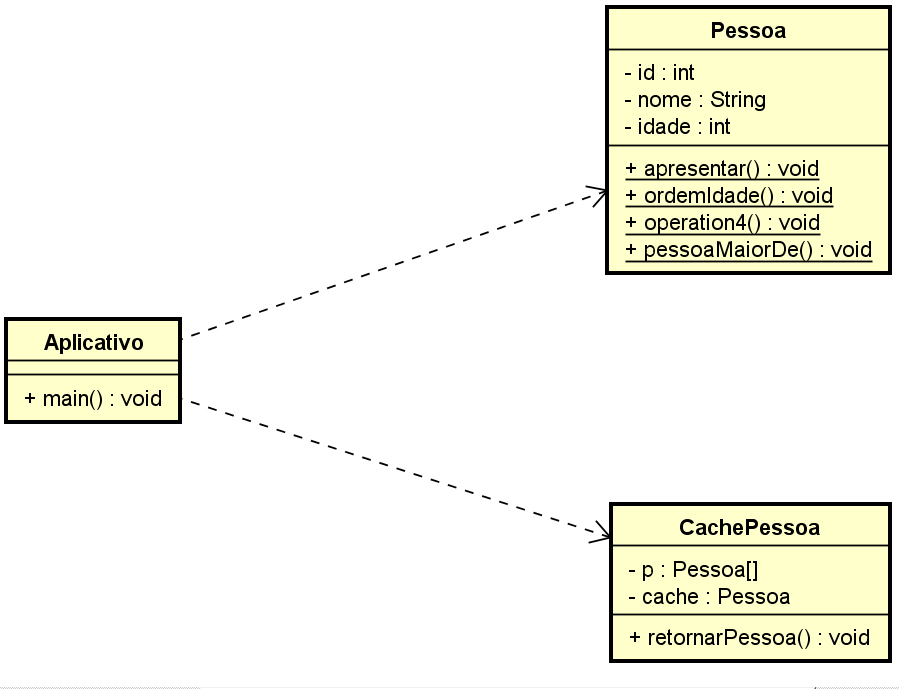 Pessoa
- id : int
- nome : String
- idade : int
+ apresentar() : void
+ ordemIdade() : void
+ operation4() : void
+ pessoaMaiorDe() : void
Aplicativo
+ main() : void
CachePessoa
- p : Pessoa[]
- cache : Pessoa
+ retornarPessoa() : void